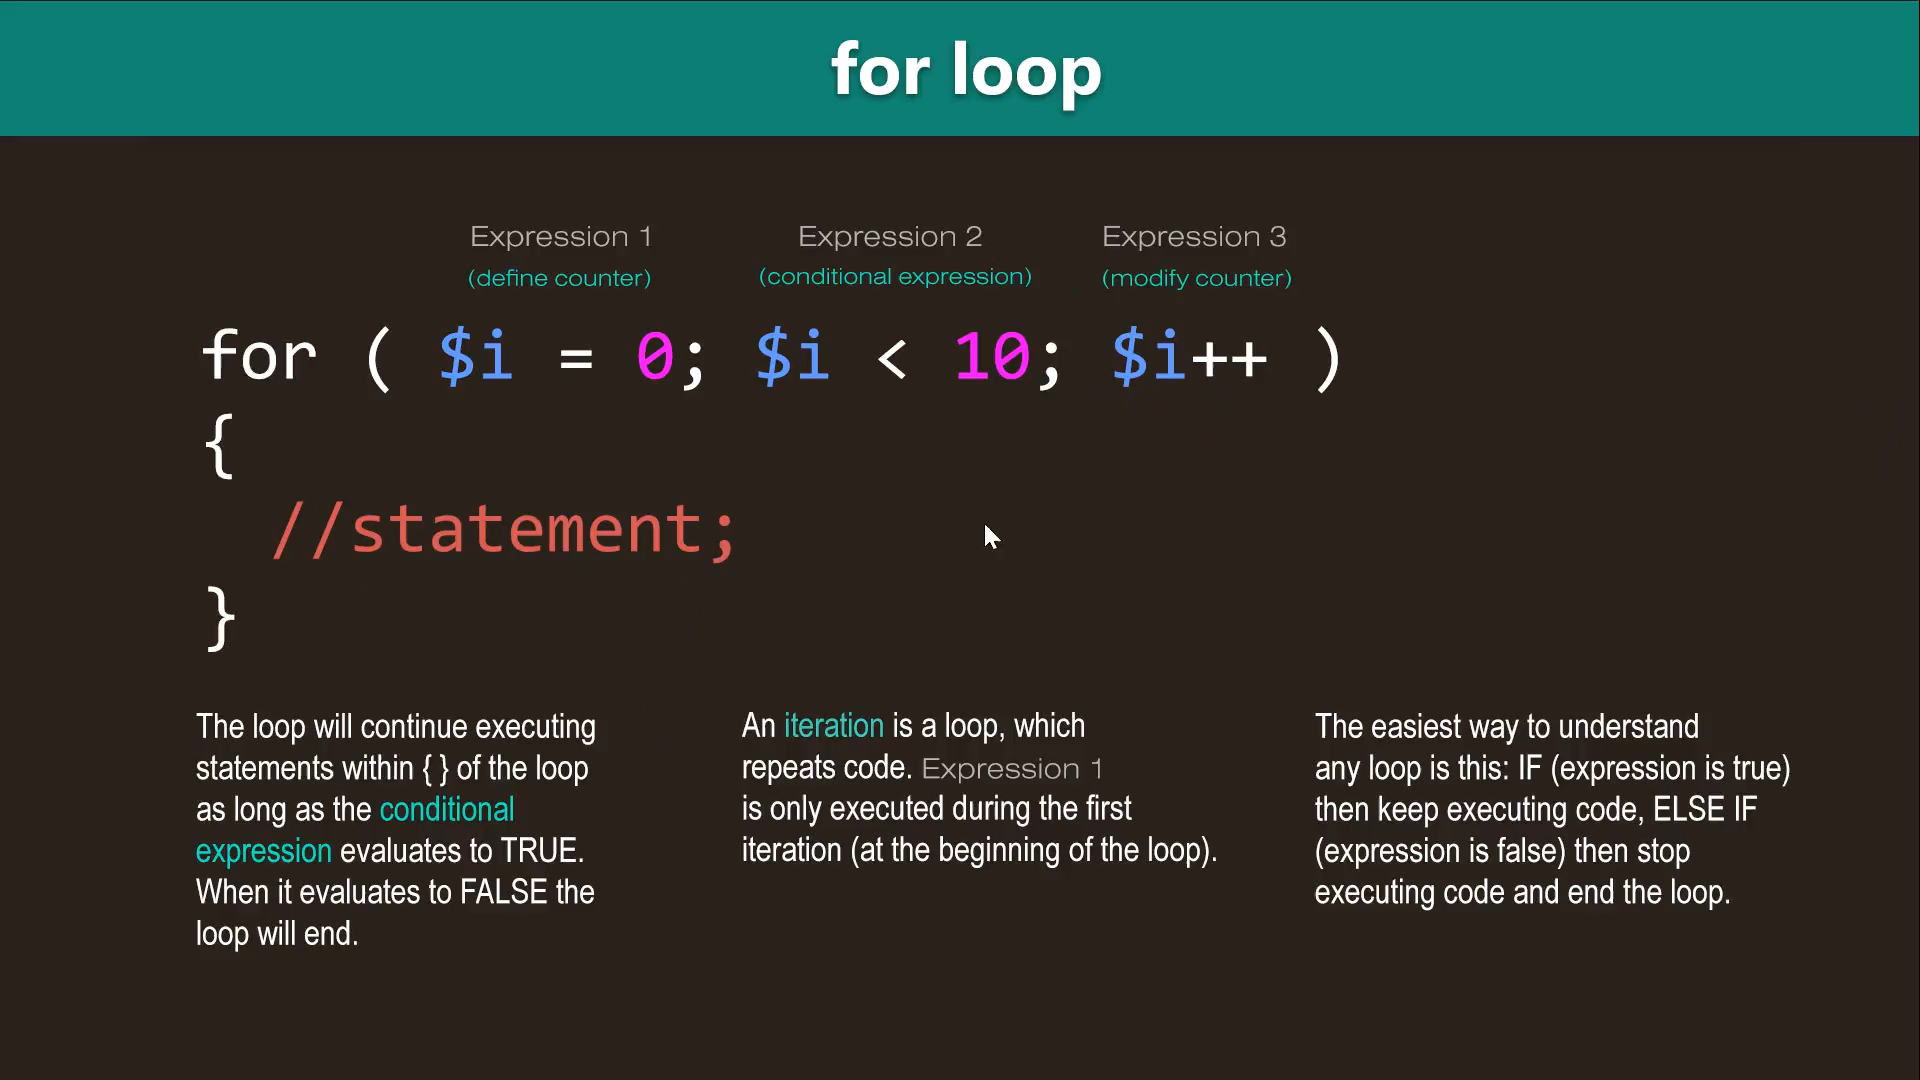 for loop
Expression 1 Expression 2 Expression 3
(define counter) (conditional expression) (modify counter)
for ( $i = 0; $i < 10; $i++ )
{
//statement;
}
The loop will continue executing
statements within { } of the loop
as long as the conditional
expression evaluates to TRUE.
When it evaluates to FALSE the
loop will end.
An iteration is a loop, which
repeats code. Expression 1
is only executed during the first
iteration (at the beginning of the loop).
The easiest way to understand
any loop is this: IF (expression is true)
then keep executing code, ELSE IF
(expression is false) then stop
executing code and end the loop.